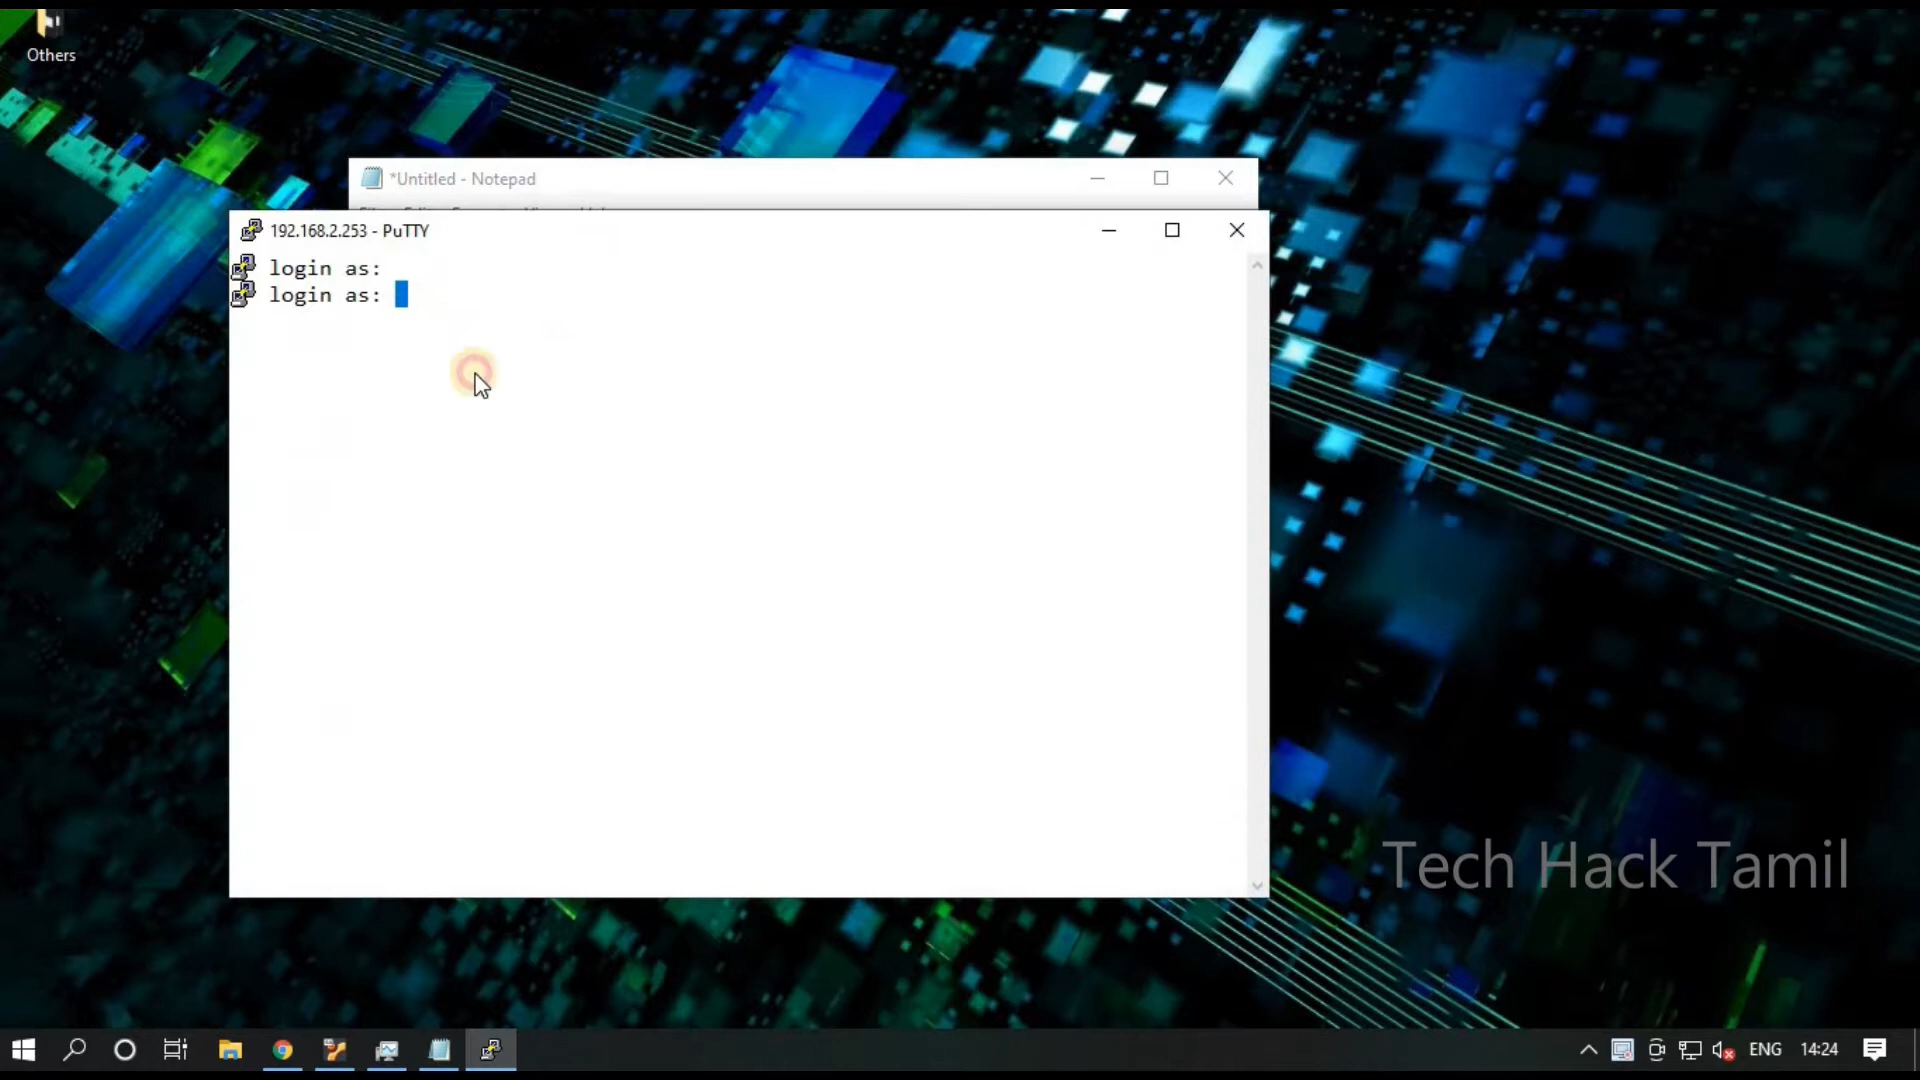 Others
*Untitled - Notepad
192.168.2.253 - PuTTY
login as:
login as:
Tech Hack Tamil
ENG
14:24